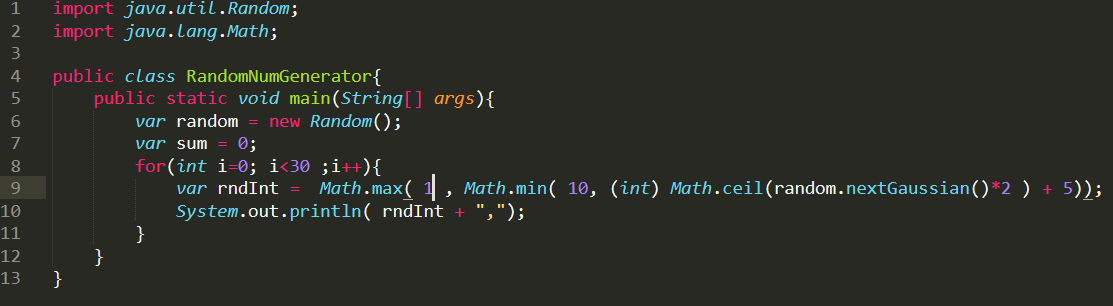 1 import java.util.Random;
2 import java.lang.Math;
3
4 public class RandomNumGenerator{
5     public static void main(String[] args){
6         var random = new Random();
7         var sum = 0;
8         for(int i=0; i<30 ;i++){
9             var rndInt =  Math.max( 1 , Math.min( 10, (int) Math.ceil(random.nextGaussian()*2 ) + 5));
10             System.out.println( rndInt + ",");
11         }
12     }
13 }